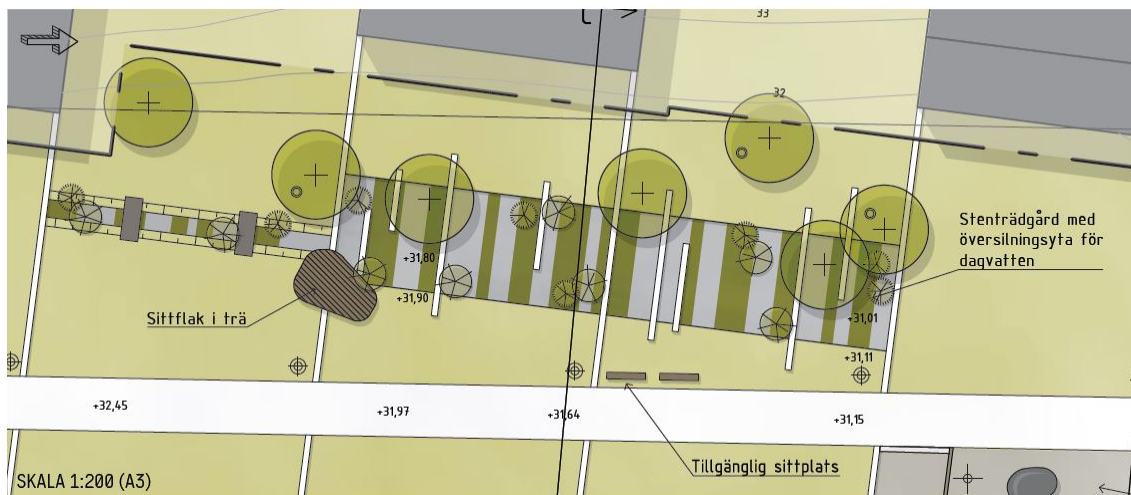 33
32
Stenträdgård med
översilningsyta för
dagvatten
+31,80
+31,90
Sittflak i trä
+31,01
+31,11
+32,45
+31,97
+31,64
+31,15
Tillgänglig sittplats
SKALA 1:200 (A3)